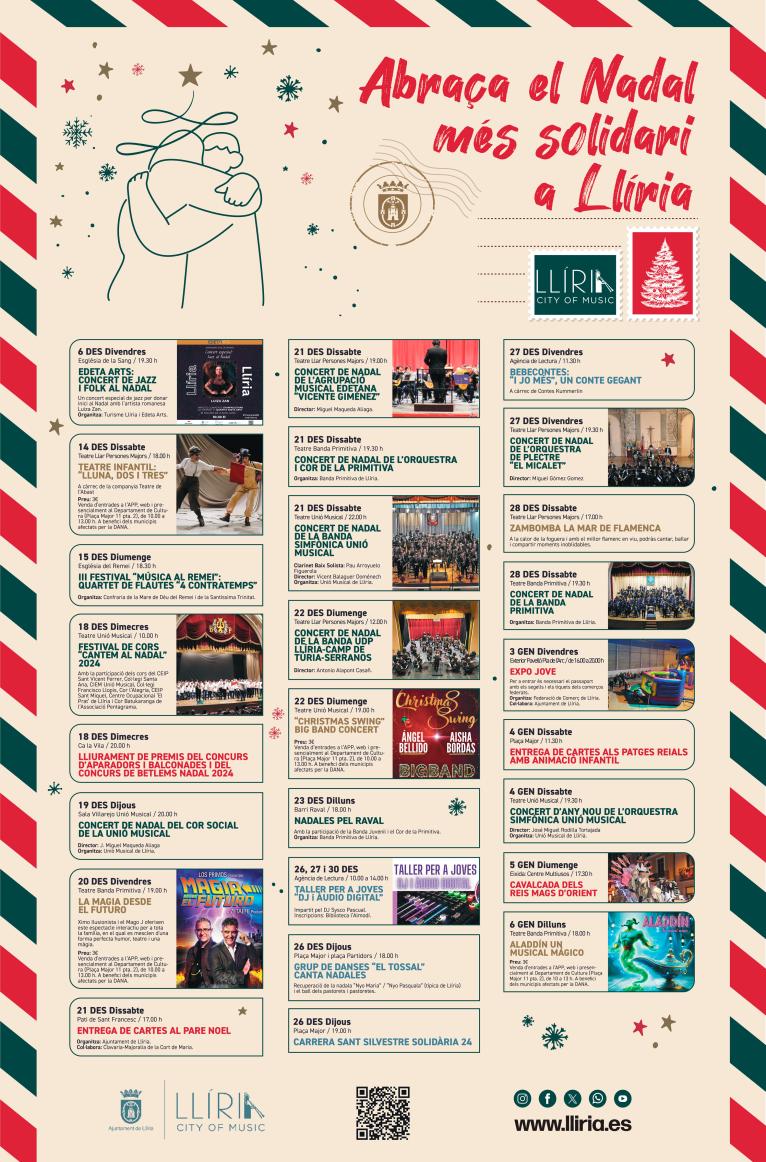 Abraça el Nadal
més solidari
a Llíria
LLÍRIA
CITY OF MUSIC
6 DES Divendres
Església de la Sang / 19.30 h
EDETA ARTS:
CONCERT DE JAZZ
I FOLK AL NADAL
Un concert especial de jazz per donar
inici al Nadal amb l'artista romanesa
Luiza Zan.
Organitza: Turisme Llíria i Edeta Arts.
14 DES Dissabte
Teatre Llar Persones Majors / 18.00 h
TEATRE INFANTIL:
"LLUNA, DOS I TRES"
A càrrec de la companyia Teatre de
l'Abast
Preu: 3€
Venda d'entrades a l'APP, web i pre-
sencialment al Departament de Cultu-
ra (Plaça Major 11 pta. 2), de 10.00 a
13.00 h. A benefici dels municipis
afectats per la DANA.
15 DES Diumenge
Església del Remei / 18.30 h
III FESTIVAL "MÚSICA AL REMEI":
QUARTET DE FLAUTES "4 CONTRATEMPS"
Organitza: Confraria de la Mare de Déu del Remei i de la Santíssima Trinitat.
18 DES Dimecres
Teatre Unió Musical / 10.00 h
FESTIVAL DE COR
"CANTEM AL NADAL"
2024
Amb la participació dels cors del CEIP
Sant Vicent Ferrer, Col·legi Santa
Ana, CIEM Unió Musical, Col·legi
Francisco Llopis, Cor l'Alegria, CEIP
Sant Miquel, Centre Ocupacional 'El
Prat' de Llíria i Cor Batukaranga de
l'Associació Pentagrama.
18 DES Dimecres
Ca la Vila / 20.00 h
LLIURAMENT DE PREMIS DEL CONCURS
D'APARADORS I BALCONADES I DEL
CONCURS DE BETLEMS NADAL 2024
19 DES Dijous
Sala Villarejo Unió Musical / 20.00 h
CONCERT DE NADAL DEL COR SOCIAL
DE LA UNIÓ MUSICAL
Director: J. Miguel Maqueda Aliaga
Organitza: Unió Musical de Llíria.
20 DES Divendres
Teatre Banda Primitiva / 19.00 h
LA MAGIA DESDE
EL FUTURO
Ximo Ilusionista i el Mago J oferixen
este espectacle interactiu per a tota
la família, en el qual es mesclen d'una
forma perfecta humor, teatre i una
màgia.
Preu: 3€
Venda d'entrades a l'APP, web i pre-
sencialment al Departament de Cultu-
ra (Plaça Major 11 pta. 2), de 10.00 a
13.00 h. A benefici dels municipis
afectats per la DANA.
LOS PRIMOS
MAGIA
EL FUTURO
21 DES Dissabte
Pati de Sant Francesc / 17.00 h
ENTREGA DE CARTES AL PARE NOEL
Organitza: Ajuntament de Llíria.
Col·labora: Clavaria-Majoralia de la Cort de Maria.
21 DES Dissabte
Teatre Llar Persones Majors / 19.00 h
CONCERT DE NADAL
DE L'AGRUPACIÓ
MUSICAL EDETANA
"VICENTE GIMÉNEZ"
Director: Miguel Maqueda Aliaga.
21 DES Dissabte
Teatre Banda Primitiva / 19.30 h
CONCERT DE NADAL DE L'ORQUESTRA
I COR DE LA PRIMITIVA
Organitza: Banda Primitiva de Llíria.
21 DES Dissabte
Teatre Unió Musical / 22.00 h
CONCERT DE NADAL
DE LA BANDA
SIMFÒNICA UNIÓ
MUSICAL
Clarinet Baix Solista: Pau Arroyuelo
Figuerola
Director: Vicent Balaguer Doménech
Organitza: Unió Musical de Llíria.
22 DES Diumenge
Teatre Llar Persones Majors / 12.00 h
CONCERT DE NADAL
DE LA BANDA UDP
LLÍRIA-CAMP DE
TÚRIA-SERRANOS
Director: Antonio Alapont Casañ.
22 DES Diumenge
Teatre Unió Musical / 19.00 h
"CHRISTMAS SWING"
BIG BAND CONCERT
Preu: 3€
Venda d'entrades a l'APP, web i pre-
sencialment al Departament de Cultu-
ra (Plaça Major 11 pta. 2), de 10.00 a
13.00 h. A benefici dels municipis
afectats per la DANA.
Christmas
Swing
ÁNGEL
BELLIDO
AISHA
BORDAS
BIGBAND
23 DES Dilluns
Barri Raval / 18.00 h
NADALES PEL RAVAL
Amb la participació de la Banda Juvenil i el Cor de la Primitiva.
Organitza: Banda Primitiva de Llíria.
26, 27 i 30 DES
Agència de Lectura / 10.00 a 14.00 h
TALLER PER A JOVES
"DJ I ÀUDIO DIGITAL"
Impartit pel DJ Sysco Pascual.
Inscripcions: Biblioteca l'Almodí.
TALLER PER A JOVES
DJ I ÀUDIO DIGITAL
26 DES Dijous
Plaça Major i plaça Partidors / 18.00 h
GRUP DE DANSES "EL TOSSAL"
CANTA NADALES
Recuperació de la nadala "Nyo Maria" / "Nyo Pasquala" (típica de Llíria)
i el ball dels pastorets i pastoretes.
26 DES Dijous
Plaça Major / 19.00 h
CARRERA SANT SILVESTRE SOLIDÀRIA 24
27 DES Divendres
Agència de Lectura / 11.30 h
BEBECONTES:
"I JO MÉS", UN CONTE GEGANT
A càrrec de Contes Kummerlin
27 DES Divendres
Teatre Llar Persones Majors / 19.30 h
CONCERT DE NADAL
DE L'ORQUESTRA
DE PLECTRE
"EL MICALET"
Director: Miguel Gómez Gomez.
28 DES Dissabte
Teatre Llar Persones Majors / 17.00 h
ZAMBOMBA LA MAR DE FLAMENCA
A la calor de la foguera i amb el millor flamenc en viu, podràs cantar, ballar
i compartir moments inoblidables.
28 DES Dissabte
Teatre Banda Primitiva / 19.30 h
CONCERT DE NADAL
DE LA BANDA
PRIMITIVA
Organitza: Banda Primitiva de Llíria.
3 GEN Divendres
Exterior Pavelló Pla de l'Arc / de 16.00 a 20.00 h
EXPO JOVE
Per a entrar és necessari el passaport
amb els segells i els tiquets dels comerços
federats.
Organitza: Federació de Comerç de Llíria.
Col·labora: Ajuntament de Llíria.
4 GEN Dissabte
Plaça Major / 11.30 h
ENTREGA DE CARTES ALS PATGES REIALS
AMB ANIMACIÓ INFANTIL
4 GEN Dissabte
Teatre Unió Musical / 19.30 h
CONCERT D'ANY NOU DE L'ORQUESTRA
SIMFÒNICA UNIÓ MUSICAL
Director: José Miguel Rodilla Tortajada
Organitza: Unió Musical de Llíria.
5 GEN Diumenge
Eixida: Centre Multiusos / 17.30 h
CAVALCADA DELS
REIS MAGS D'ORIENT
6 GEN Dilluns
Teatre Banda Primitiva / 18.00 h
ALADDÍN UN
MUSICAL MÁGICO
Preu: 3€
Venda d'entrades a l'APP, web i presen-
cialment al Departament de Cultura (Plaça
Major 11 pta. 2), de 10 a 13 h. A benefici
dels municipis afectats per la DANA.
ALADDÍN
Ajuntament de Llíria
LLÍRIA
CITY OF MUSIC
www.lliria.es